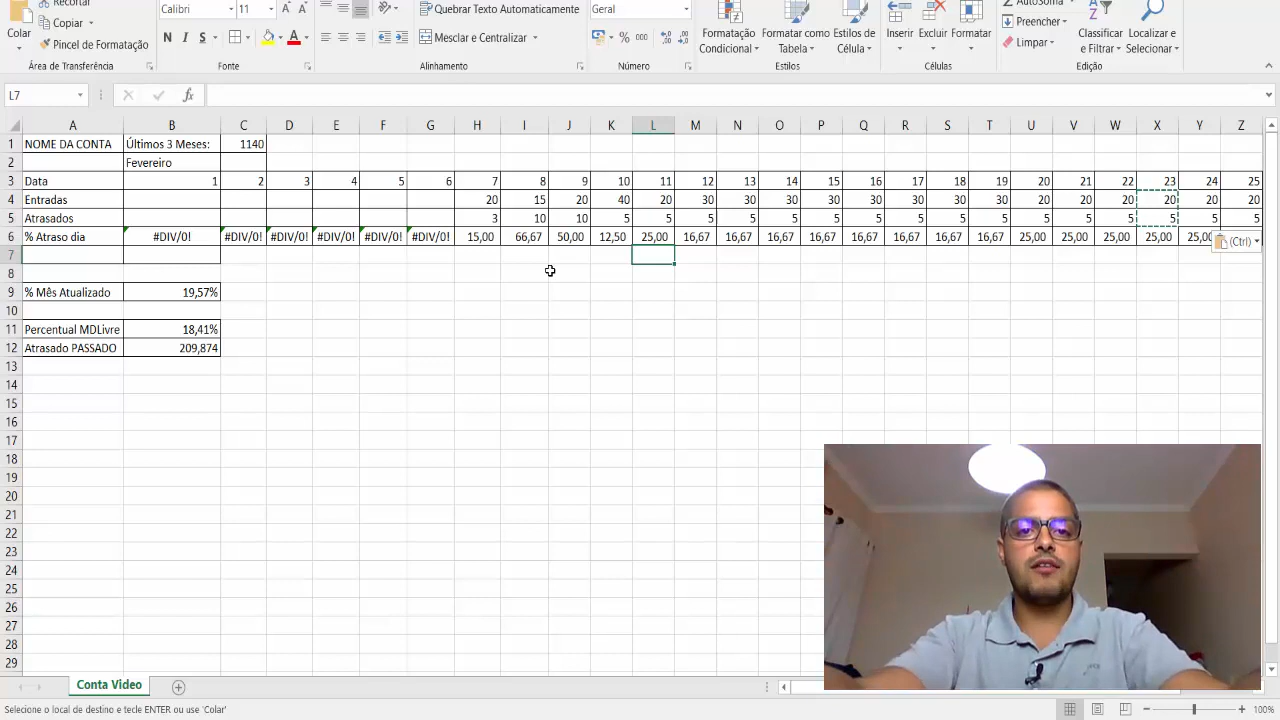 Recortar
Copiar
Pincel de Formatação
Colar
Área de Transferência
Calibri 11
N I S
Fonte
Quebrar Texto Automaticamente
Mesclar e Centralizar
Alinhamento
Geral
% 000
Número
Formatação Condicional
Formatar como Tabela
Estilos de Célula
Estilos
Inserir Excluir Formatar
Células
AutoSoma
Preencher
Limpar
Classificar e Filtrar
Localizar e Selecionar
Edição
L7 fx
A B C D E F G H I J K L M N O P Q R S T U V W X Y Z
1 NOME DA CONTA Últimos 3 Meses: 1140
2 Fevereiro
3 Data 1 2 3 4 5 6 7 8 9 10 11 12 13 14 15 16 17 18 19 20 21 22 23 24 25
4 Entradas 20 15 20 40 20 30 30 30 30 30 30 30 30 20 20 20 20 20 20
5 Atrasados 3 10 10 5 5 5 5 5 5 5 5 5 5 5 5 5 5 5 5
6 % Atraso dia #DIV/0! #DIV/0! #DIV/0! #DIV/0! #DIV/0! #DIV/0! 15,00 66,67 50,00 12,50 25,00 16,67 16,67 16,67 16,67 16,67 16,67 16,67 16,67 25,00 25,00 25,00 25,00 25,00
7 (Ctrl)
8
9 % Mês Atualizado 19,57%
10
11 Percentual MDLivre 18,41%
12 Atrasado PASSADO 209,874
13
14
15
16
17
18
19
20
21
22
23
24
25
26
27
28
29
Conta Video
Selecione o local de destino e tecle ENTER ou use 'Colar'
100%